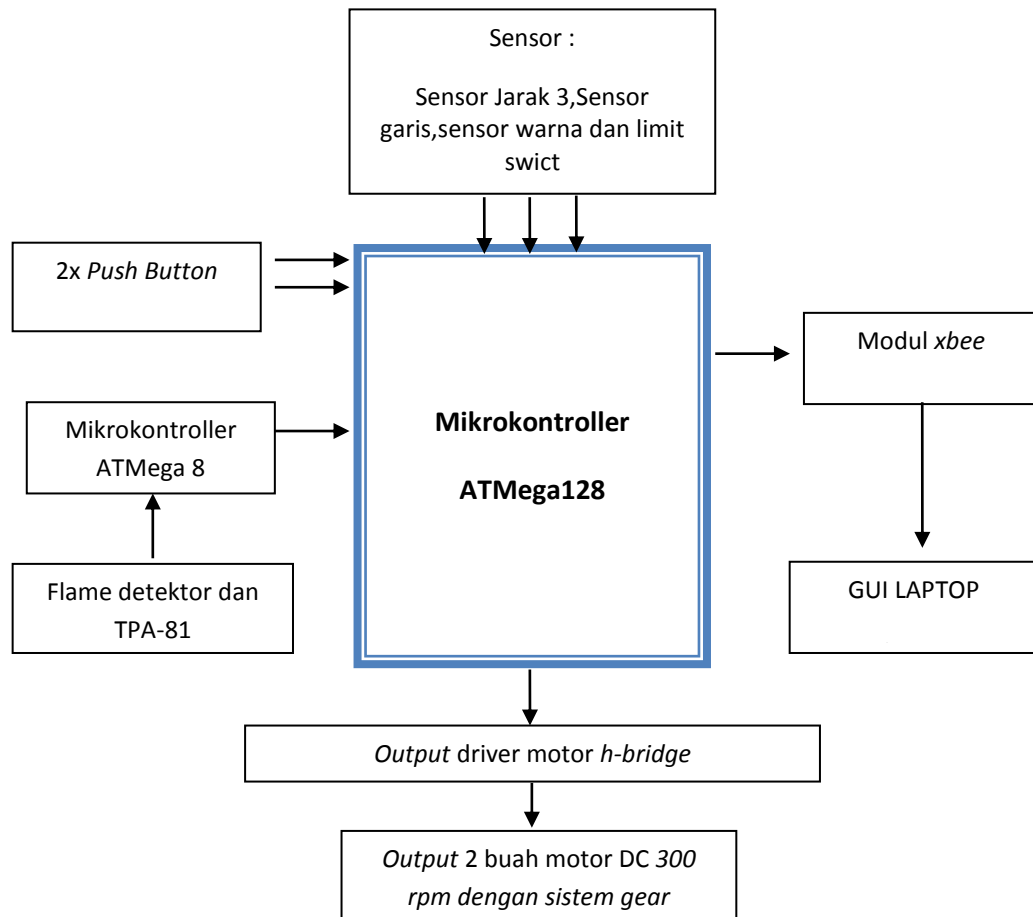 Sensor :
Sensor Jarak 3,Sensor
garis,sensor warna dan limit
swict
2x Push Button
Mikrokontroller
ATMega 8
Flame detektor dan
TPA-81
Mikrokontroller
ATMega128
Modul xbee
GUI LAPTOP
Output driver motor h-bridge
Output 2 buah motor DC 300
rpm dengan sistem gear